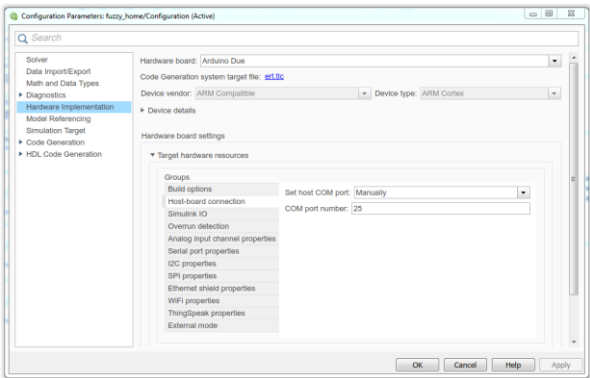 Configuration Parameters: fuzzy_home/Configuration (Active)
Search
Solver
Data Import/Export
Math and Data Types
Diagnostics
Hardware Implementation
Model Referencing
Simulation Target
Code Generation
HDL Code Generation
Hardware board: Arduino Due
Code Generation system target file: ert.tlc
Device vendor: ARM Compatible Device type: ARM Cortex
Device details
Hardware board settings
Target hardware resources
Groups
Build options
Host-board connection
Simulink IO
Overrun detection
Analog input channel properties
Serial port properties
I2C properties
SPI properties
Ethernet shield properties
WiFi properties
ThingSpeak properties
External mode
Set host COM port: Manually
COM port number: 25
OK Cancel Help Apply